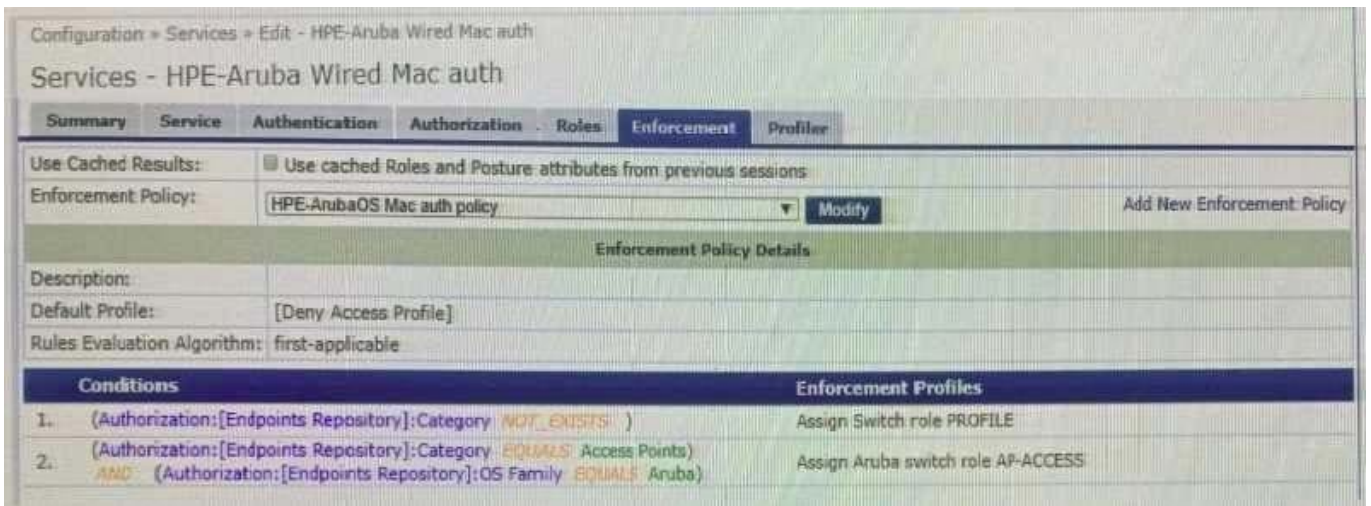 Configuration » Services » Edit - HPE-Aruba Wired Mac auth
Services - HPE-Aruba Wired Mac auth
Summary Service Authentication Authorization Roles Enforcement Profiler
Use Cached Results: Use cached Roles and Posture attributes from previous sessions
Enforcement Policy: HPE-ArubaOS Mac auth policy Modify Add New Enforcement Policy
Enforcement Policy Details
Description:
Default Profile: [Deny Access Profile]
Rules Evaluation Algorithm: first-applicable
Conditions Enforcement Profiles
1. (Authorization:[Endpoints Repository]:Category NOT_EXISTS ) Assign Switch role PROFILE
2. (Authorization:[Endpoints Repository]:Category EQUALS Access Points)
AND (Authorization:[Endpoints Repository]:OS Family EQUALS Aruba) Assign Aruba switch role AP-ACCESS